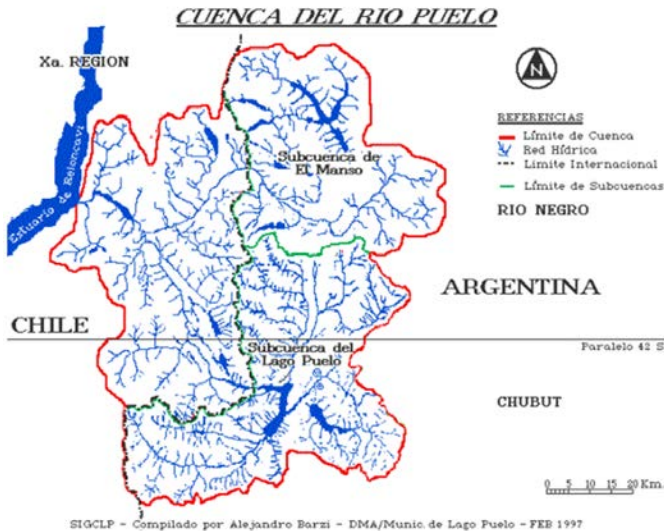 CUENCA DEL RIO PUELO
Xa. REGION
N
REFERENCIAS
Límite de Cuenca
Red Hídrica
Limite Internacional
Límite de Subcuencas
Subcuenca de
El Manso
Estuario de Reloncaví
RIO NEGRO
ARGENTINA
CHILE
Paralelo 42 S
Subcuenca del
Lago Puelo
CHUBUT
0 5 10 15 20 Km.
SIGCLP - Compilado por Alejandro Barzi - DMA/Munic. de Lago Puelo - FEB 1997